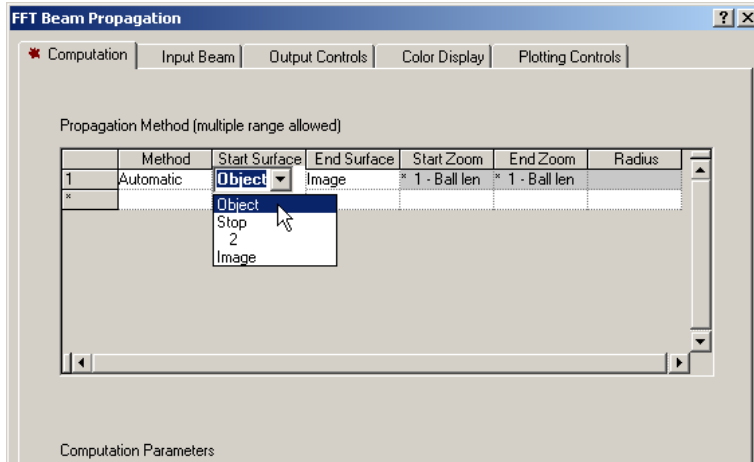 FFT Beam Propagation
Computation Input Beam Output Controls Color Display Plotting Controls
Propagation Method (multiple range allowed)
Method Start Surface End Surface Start Zoom End Zoom Radius
1 Automatic Object Image * 1 - Ball len * 1 - Ball len
*
Object
Stop
2
Image
Computation Parameters